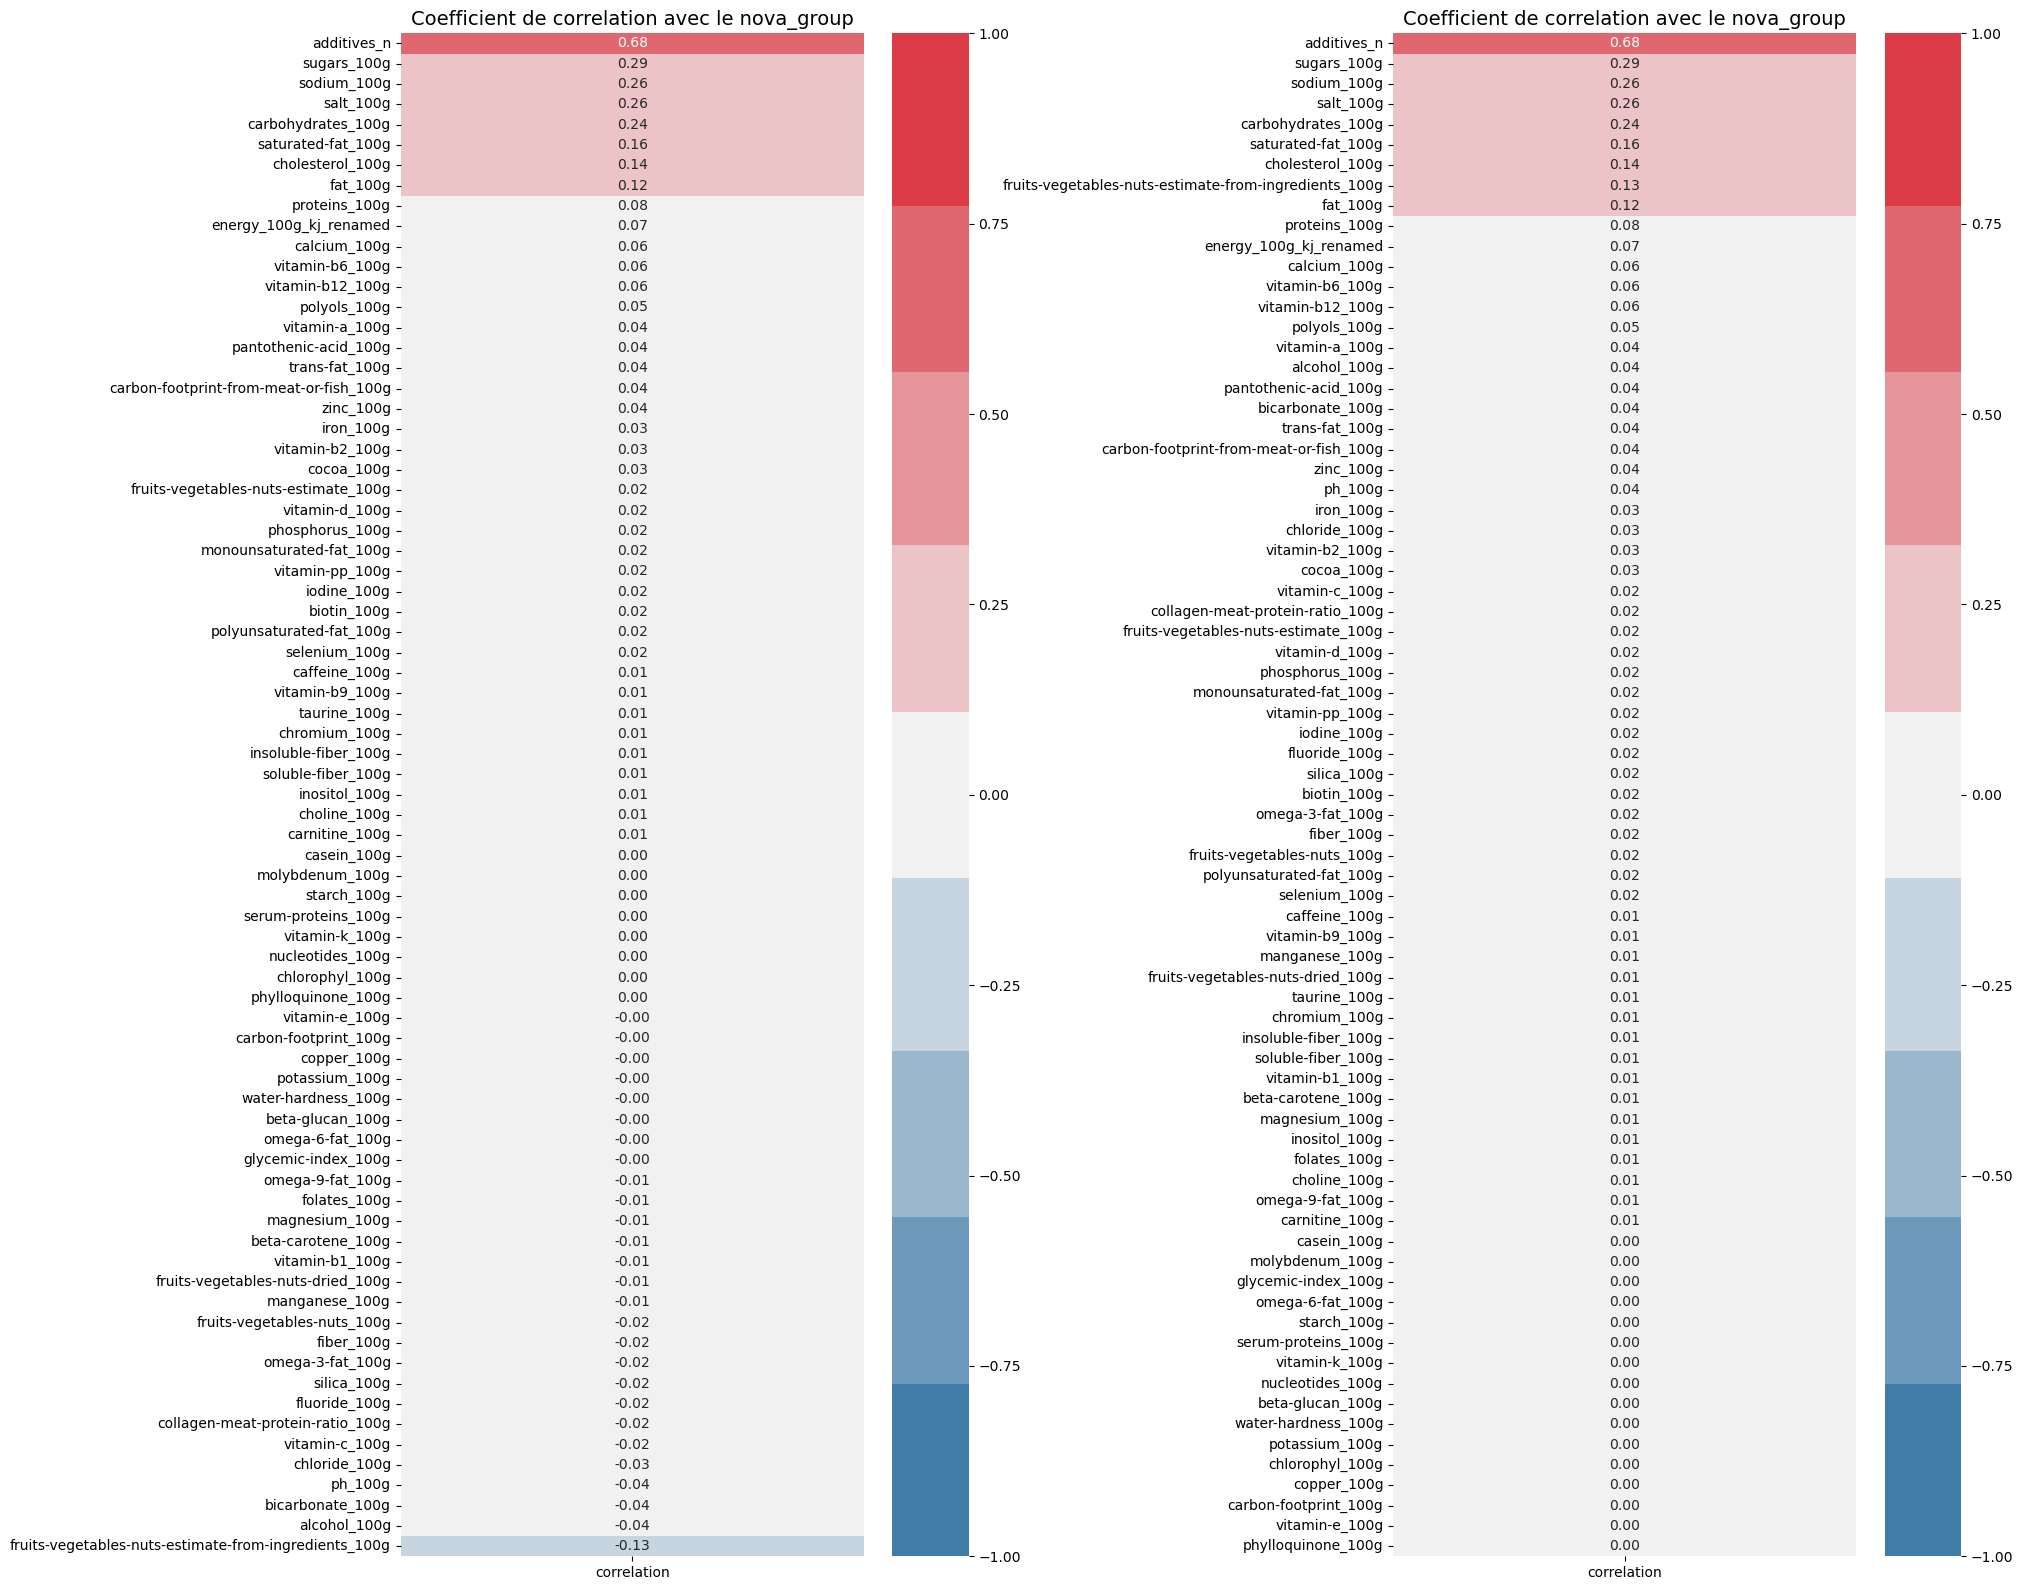 Coefficient de correlation avec le nova_group
additives_n 0.68
sugars_100g 0.29
sodium_100g 0.26
salt_100g 0.26
carbohydrates_100g 0.24
saturated-fat_100g 0.16
cholesterol_100g 0.14
fat_100g 0.12
proteins_100g 0.08
energy_100g_kj_renamed 0.07
calcium_100g 0.06
vitamin-b6_100g 0.06
vitamin-b12_100g 0.06
polyols_100g 0.05
vitamin-a_100g 0.04
pantothenic-acid_100g 0.04
trans-fat_100g 0.04
carbon-footprint-from-meat-or-fish_100g 0.04
zinc_100g 0.04
iron_100g 0.03
vitamin-b2_100g 0.03
cocoa_100g 0.03
fruits-vegetables-nuts-estimate_100g 0.02
vitamin-d_100g 0.02
phosphorus_100g 0.02
monounsaturated-fat_100g 0.02
vitamin-pp_100g 0.02
iodine_100g 0.02
biotin_100g 0.02
polyunsaturated-fat_100g 0.02
selenium_100g 0.02
caffeine_100g 0.01
vitamin-b9_100g 0.01
taurine_100g 0.01
chromium_100g 0.01
insoluble-fiber_100g 0.01
soluble-fiber_100g 0.01
inositol_100g 0.01
choline_100g 0.01
carnitine_100g 0.01
casein_100g 0.00
molybdenum_100g 0.00
starch_100g 0.00
serum-proteins_100g 0.00
vitamin-k_100g 0.00
nucleotides_100g 0.00
chlorophyl_100g 0.00
phylloquinone_100g 0.00
vitamin-e_100g -0.00
carbon-footprint_100g -0.00
copper_100g -0.00
potassium_100g -0.00
water-hardness_100g -0.00
beta-glucan_100g -0.00
omega-6-fat_100g -0.00
glycemic-index_100g -0.00
omega-9-fat_100g -0.01
folates_100g -0.01
magnesium_100g -0.01
beta-carotene_100g -0.01
vitamin-b1_100g -0.01
fruits-vegetables-nuts-dried_100g -0.01
manganese_100g -0.01
fruits-vegetables-nuts_100g -0.02
fiber_100g -0.02
omega-3-fat_100g -0.02
silica_100g -0.02
fluoride_100g -0.02
collagen-meat-protein-ratio_100g -0.02
vitamin-c_100g -0.02
chloride_100g -0.03
ph_100g -0.04
bicarbonate_100g -0.04
alcohol_100g -0.04
fruits-vegetables-nuts-estimate-from-ingredients_100g -0.13
correlation
1.00
0.75
0.50
0.25
0.00
−0.25
−0.50
−0.75
−1.00
Coefficient de correlation avec le nova_group
additives_n 0.68
sugars_100g 0.29
sodium_100g 0.26
salt_100g 0.26
carbohydrates_100g 0.24
saturated-fat_100g 0.16
cholesterol_100g 0.14
fruits-vegetables-nuts-estimate-from-ingredients_100g 0.13
fat_100g 0.12
proteins_100g 0.08
energy_100g_kj_renamed 0.07
calcium_100g 0.06
vitamin-b6_100g 0.06
vitamin-b12_100g 0.06
polyols_100g 0.05
vitamin-a_100g 0.04
alcohol_100g 0.04
pantothenic-acid_100g 0.04
bicarbonate_100g 0.04
trans-fat_100g 0.04
carbon-footprint-from-meat-or-fish_100g 0.04
zinc_100g 0.04
ph_100g 0.04
iron_100g 0.03
chloride_100g 0.03
vitamin-b2_100g 0.03
cocoa_100g 0.03
vitamin-c_100g 0.02
collagen-meat-protein-ratio_100g 0.02
fruits-vegetables-nuts-estimate_100g 0.02
vitamin-d_100g 0.02
phosphorus_100g 0.02
monounsaturated-fat_100g 0.02
vitamin-pp_100g 0.02
iodine_100g 0.02
fluoride_100g 0.02
silica_100g 0.02
biotin_100g 0.02
omega-3-fat_100g 0.02
fiber_100g 0.02
fruits-vegetables-nuts_100g 0.02
polyunsaturated-fat_100g 0.02
selenium_100g 0.02
caffeine_100g 0.01
vitamin-b9_100g 0.01
manganese_100g 0.01
fruits-vegetables-nuts-dried_100g 0.01
taurine_100g 0.01
chromium_100g 0.01
insoluble-fiber_100g 0.01
soluble-fiber_100g 0.01
vitamin-b1_100g 0.01
beta-carotene_100g 0.01
magnesium_100g 0.01
inositol_100g 0.01
folates_100g 0.01
choline_100g 0.01
omega-9-fat_100g 0.01
carnitine_100g 0.01
casein_100g 0.00
molybdenum_100g 0.00
glycemic-index_100g 0.00
omega-6-fat_100g 0.00
starch_100g 0.00
serum-proteins_100g 0.00
vitamin-k_100g 0.00
nucleotides_100g 0.00
beta-glucan_100g 0.00
water-hardness_100g 0.00
potassium_100g 0.00
chlorophyl_100g 0.00
copper_100g 0.00
carbon-footprint_100g 0.00
vitamin-e_100g 0.00
phylloquinone_100g 0.00
correlation
1.00
0.75
0.50
0.25
0.00
−0.25
−0.50
−0.75
−1.00